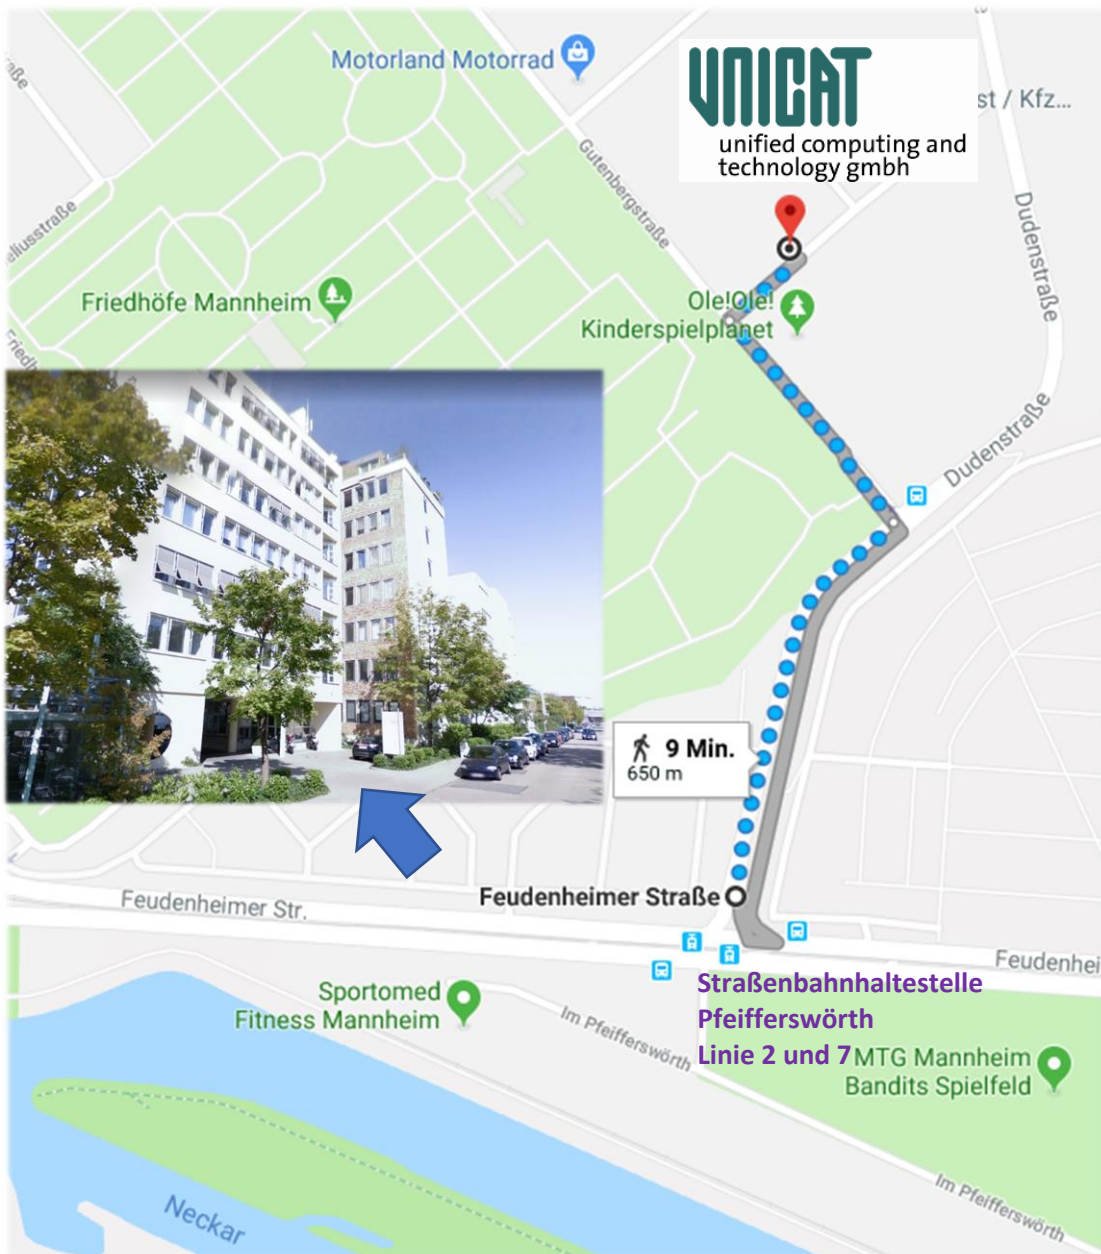 Motorland Motorrad
UNICAT
unified computing and
technology gmbh
st / Kfz...
Gutenbergstraße
Dudenstraße
eliusstraße
Friedhöfe Mannheim
Ole!Ole!
Kinderspielplanet
Dudenstraße
9 Min.
650 m
Feudenheimer Straße
Feudenheimer Str.
Feudenhei
Straßenbahnhaltestelle
Pfeifferswörth
Linie 2 und 7
Sportomed
Fitness Mannheim
Im Pfeifferswörth
MTG Mannheim
Bandits Spielfeld
Im Pfeifferswörth
Neckar